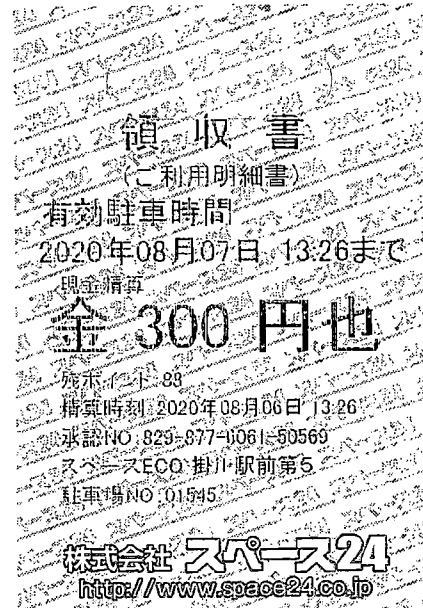 領収書
(ご利用明細書)
有効駐車時間
2020年08月07日 13:26まで
現金精算
金 300 円也
残ポイント 88
精算時刻 2020年08月06日 13:26
承認NO 829-877-6061-50569
スペースECO 掛川駅前第5
駐車場NO 01545
株式会社 スペース24
http://www.space24.co.jp